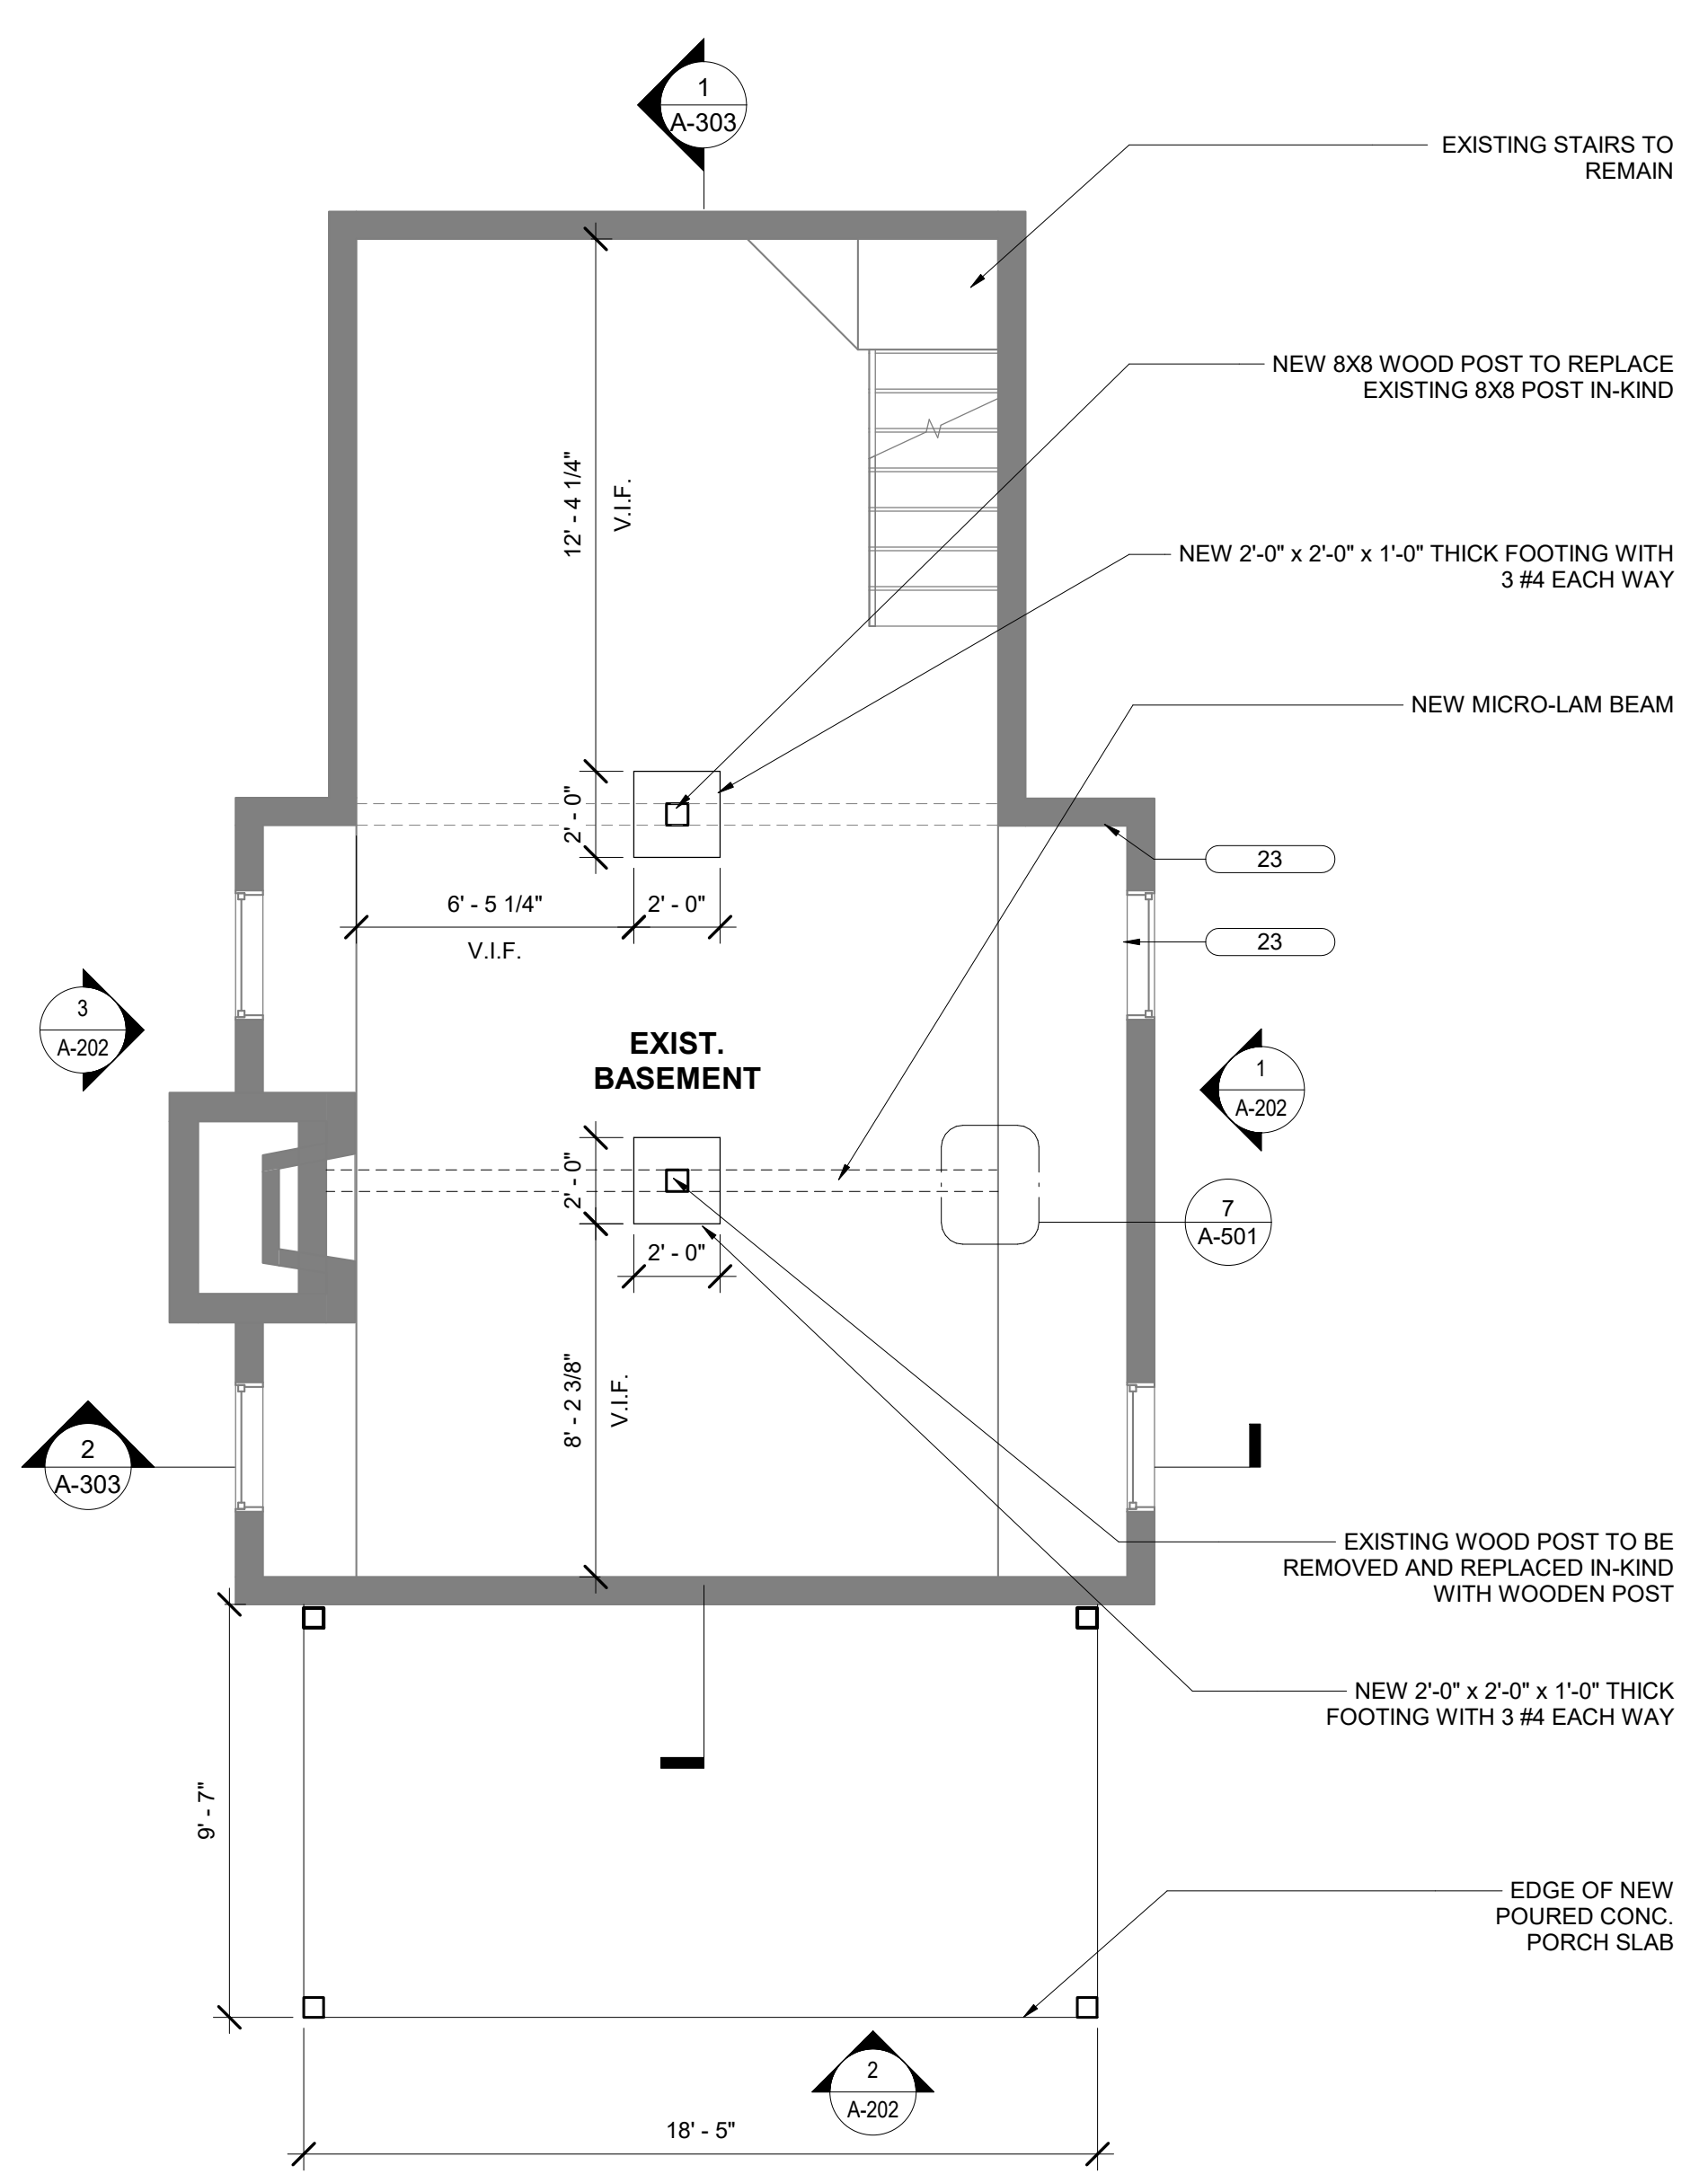 1
A-303
EXISTING STAIRS TO
REMAIN
NEW 8X8 WOOD POST TO REPLACE
EXISTING 8X8 POST IN-KIND
12' - 4 1/4"
V.I.F.
NEW 2'-0" x 2'-0" x 1'-0" THICK FOOTING WITH
3 #4 EACH WAY
NEW MICRO-LAM BEAM
2' - 0"
23
6' - 5 1/4"
2' - 0"
V.I.F.
23
3
A-202
EXIST.
BASEMENT
1
A-202
2' - 0"
7
A-501
2' - 0"
8' - 2 3/8"
V.I.F.
2
A-303
EXISTING WOOD POST TO BE
REMOVED AND REPLACED IN-KIND
WITH WOODEN POST
NEW 2'-0" x 2'-0" x 1'-0" THICK
FOOTING WITH 3 #4 EACH WAY
9' - 7"
EDGE OF NEW
POURED CONC.
PORCH SLAB
2
A-202
18' - 5"